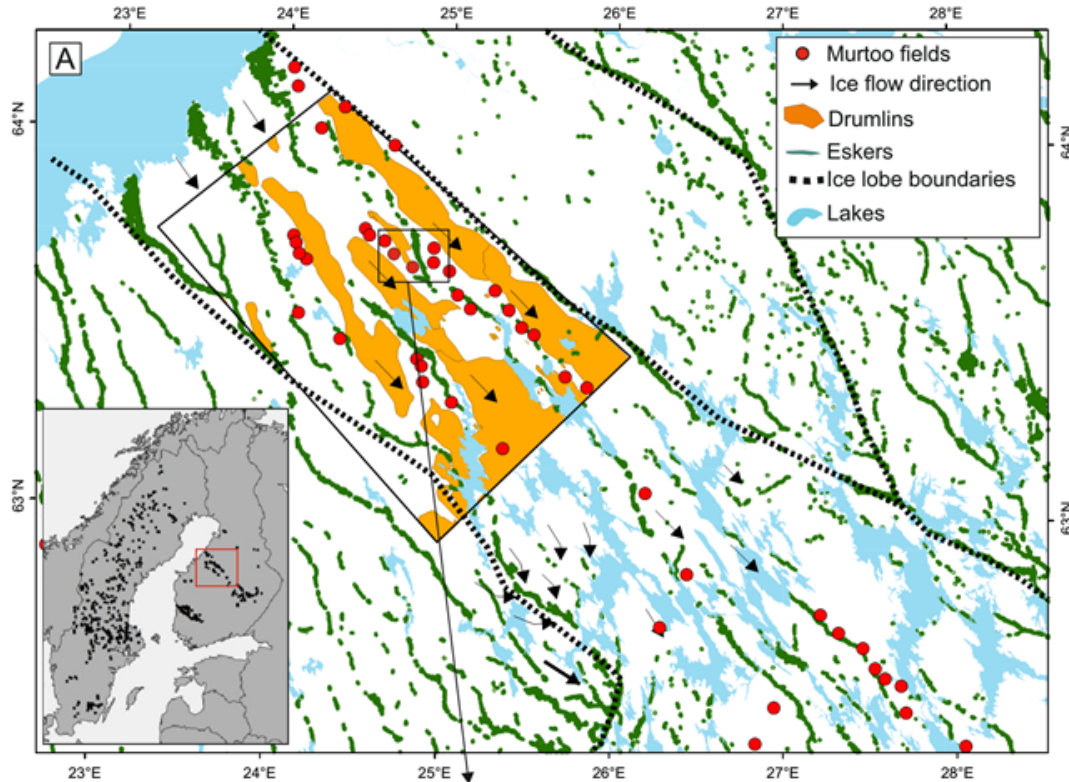 23°E 24°E 25°E 26°E 27°E 28°E
A
Murtoo fields
Ice flow direction
Drumlins
Eskers
Ice lobe boundaries
Lakes
64°N 64°N
63°N 63°N
23°E 24°E 25°E 26°E 27°E 28°E